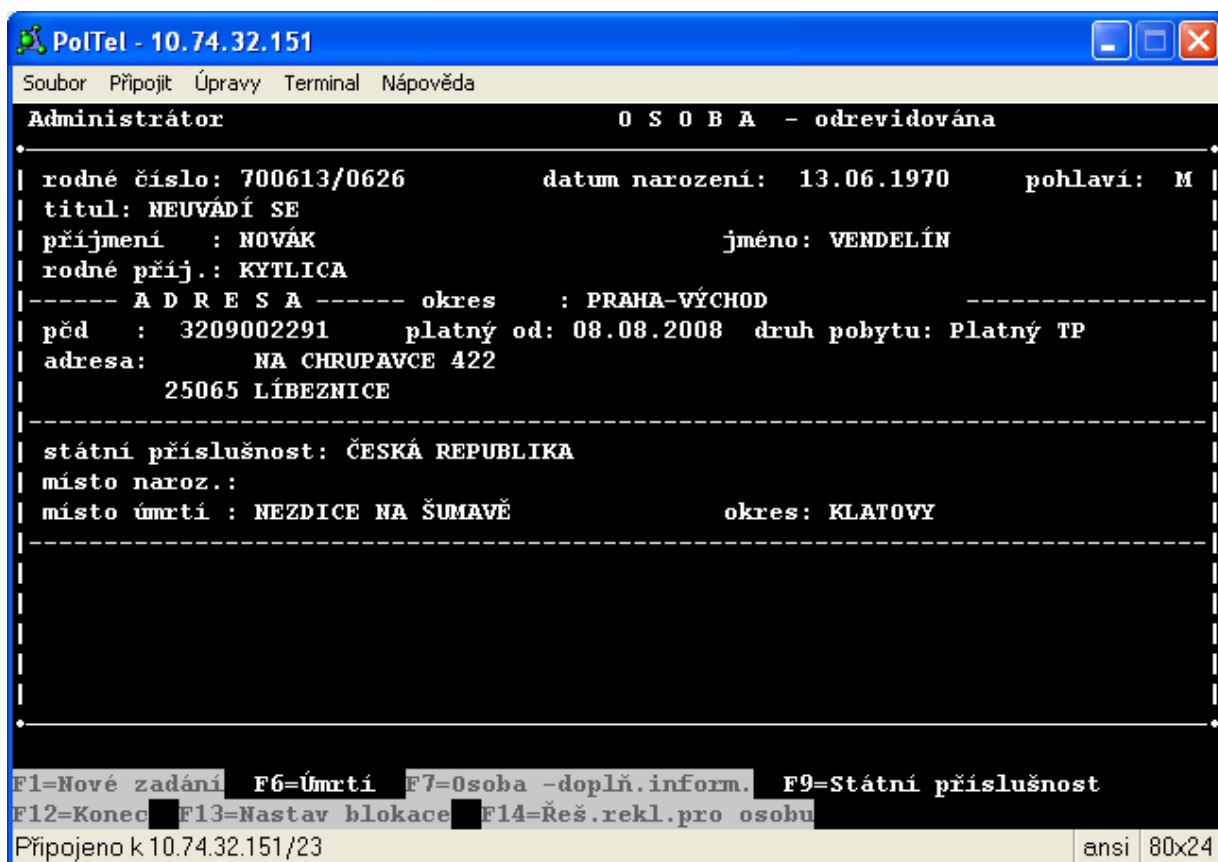 PolTel - 10.74.32.151
Soubor Připojit Úpravy Terminal Nápověda
Administrátor O S O B A - odrevidována
rodné číslo: 700613/0626 datum narození: 13.06.1970 pohlaví: M
titul: NEUVÁDÍ SE
příjmení : NOVÁK jméno: VENDELÍN
rodné příj.: KYTLICA
------ A D R E S A ------ okres : PRAHA-VÝCHOD ----------------
pčd : 3209002291 platný od: 08.08.2008 druh pobytu: Platný TP
adresa: NA CHRUPAVCE 422
25065 LÍBEZNICE
státní příslušnost: ČESKÁ REPUBLIKA
místo naroz.:
místo úmrtí : NEZDICE NA ŠUMAVĚ okres: KLATOVY
F1=Nové zadání F6=Úmrtí F7=Osoba -doplň.inform. F9=Státní příslušnost
F12=Konec F13=Nastav blokace F14=Řeš.rekl.pro osobu
Připojeno k 10.74.32.151/23 ansi 80x24